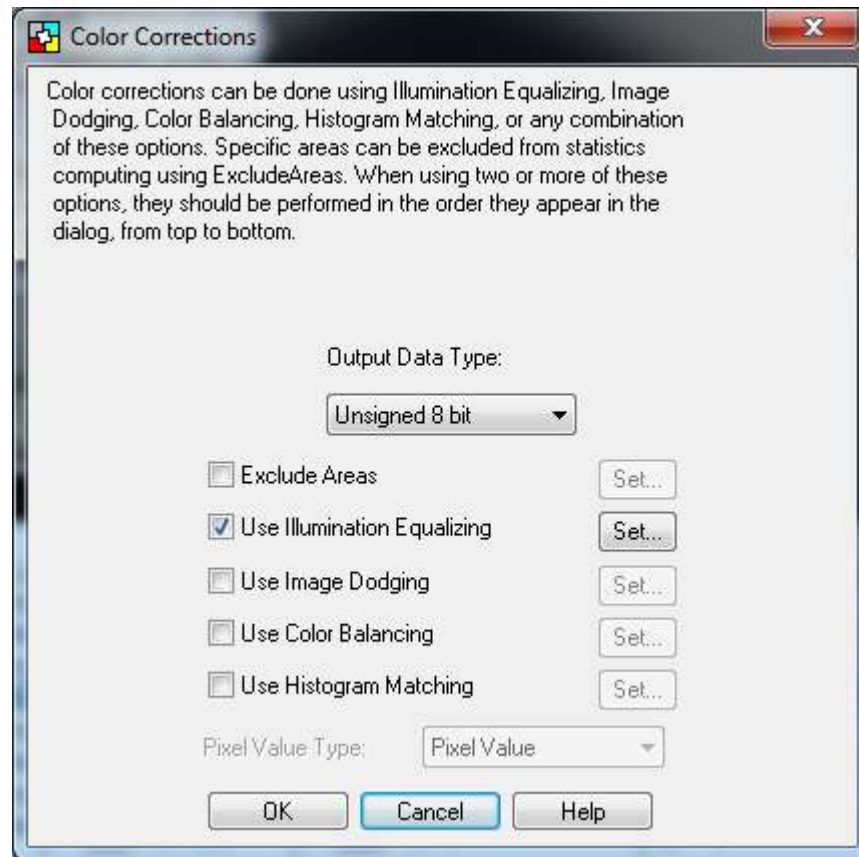 Color Corrections
Color corrections can be done using Illumination Equalizing, Image
Dodging, Color Balancing, Histogram Matching, or any combination
of these options. Specific areas can be excluded from statistics
computing using ExcludeAreas. When using two or more of these
options, they should be performed in the order they appear in the
dialog, from top to bottom.
Output Data Type:
Unsigned 8 bit
Exclude Areas Set...
Use Illumination Equalizing Set...
Use Image Dodging Set...
Use Color Balancing Set...
Use Histogram Matching Set...
Pixel Value Type: Pixel Value
OK Cancel Help